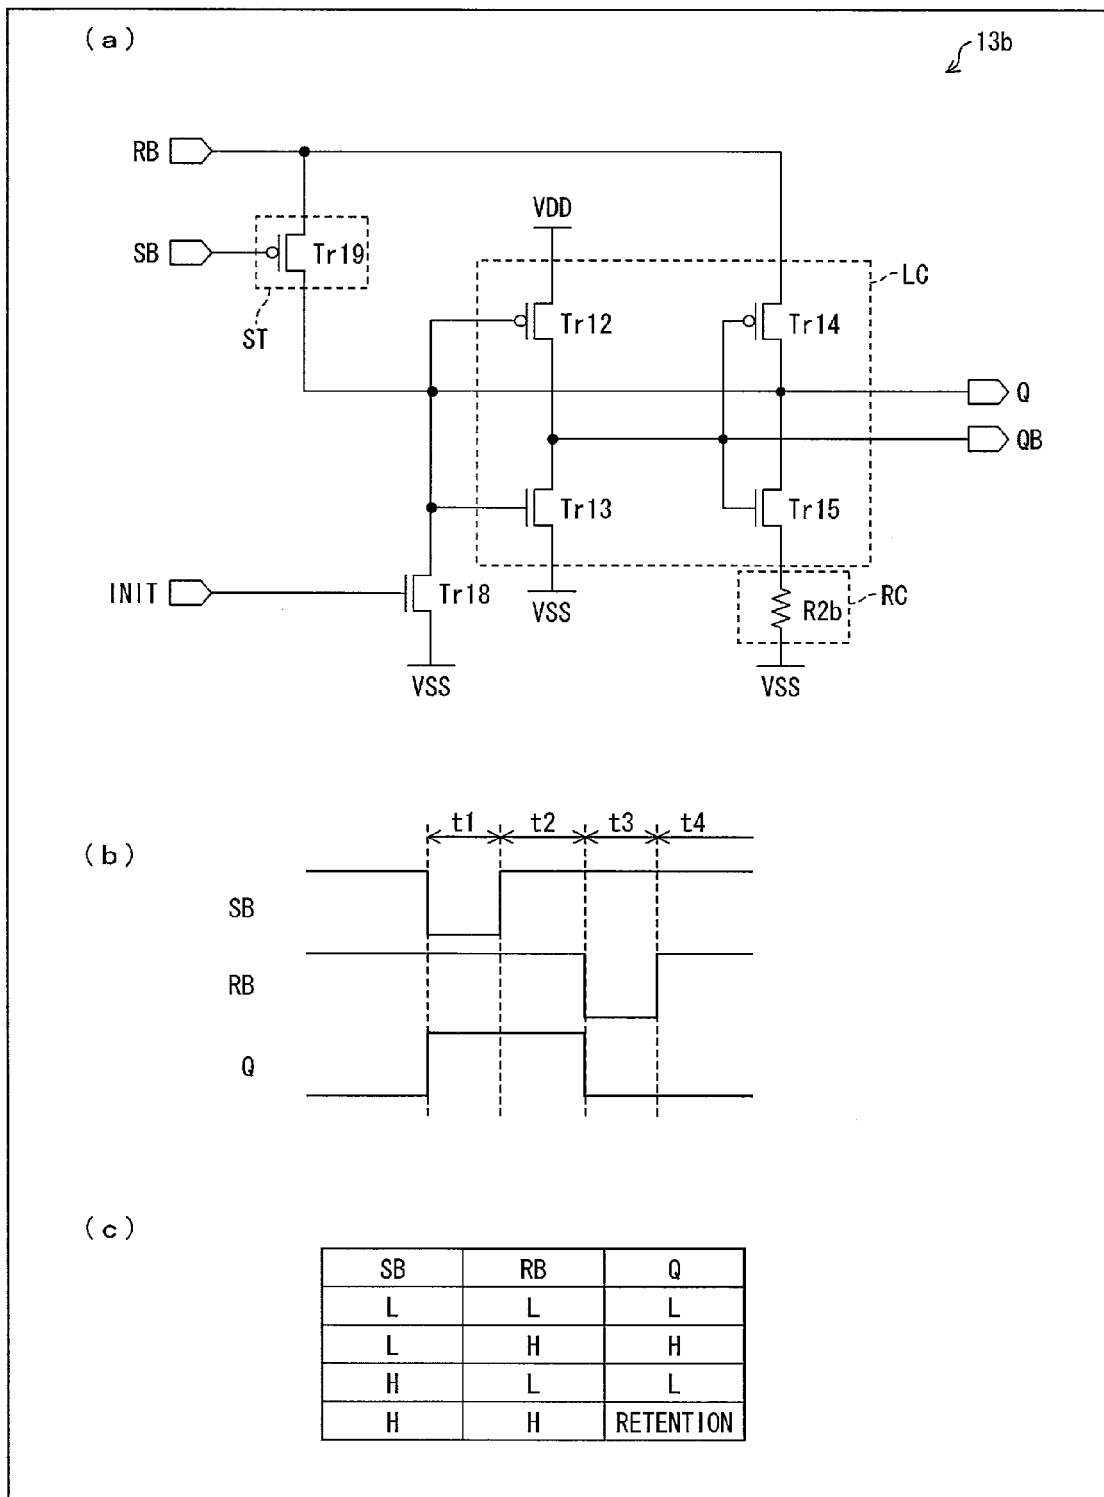 (a)
13b
RB
VDD
SB
Tr19
LC
ST
Tr12
Tr14
Q
QB
Tr13
Tr15
INIT
Tr18
VSS
R2b
RC
VSS
VSS
(b)
t1 t2 t3 t4
SB
RB
Q
(c)
SB RB Q
L L L
L H H
H L L
H H RETENTION